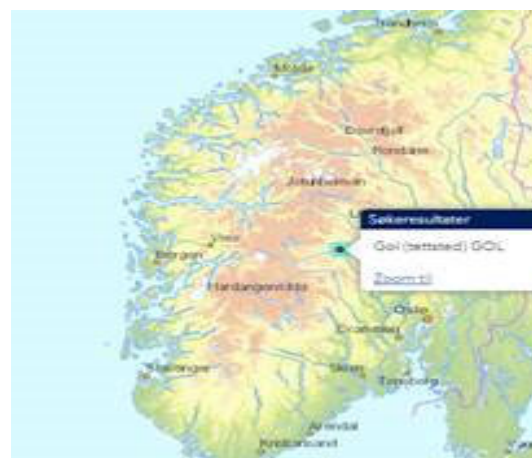 Trondheim
Molde
Dovrefjell
Rondane
Jotunheimen
Søkeresultater
Gol (tettsted) GOL
Zoom til
Voss
Bergen
Hardangervidda
Oslo
Drammen
Stavanger
Skien
Tønsberg
Arendal
Kristiansand